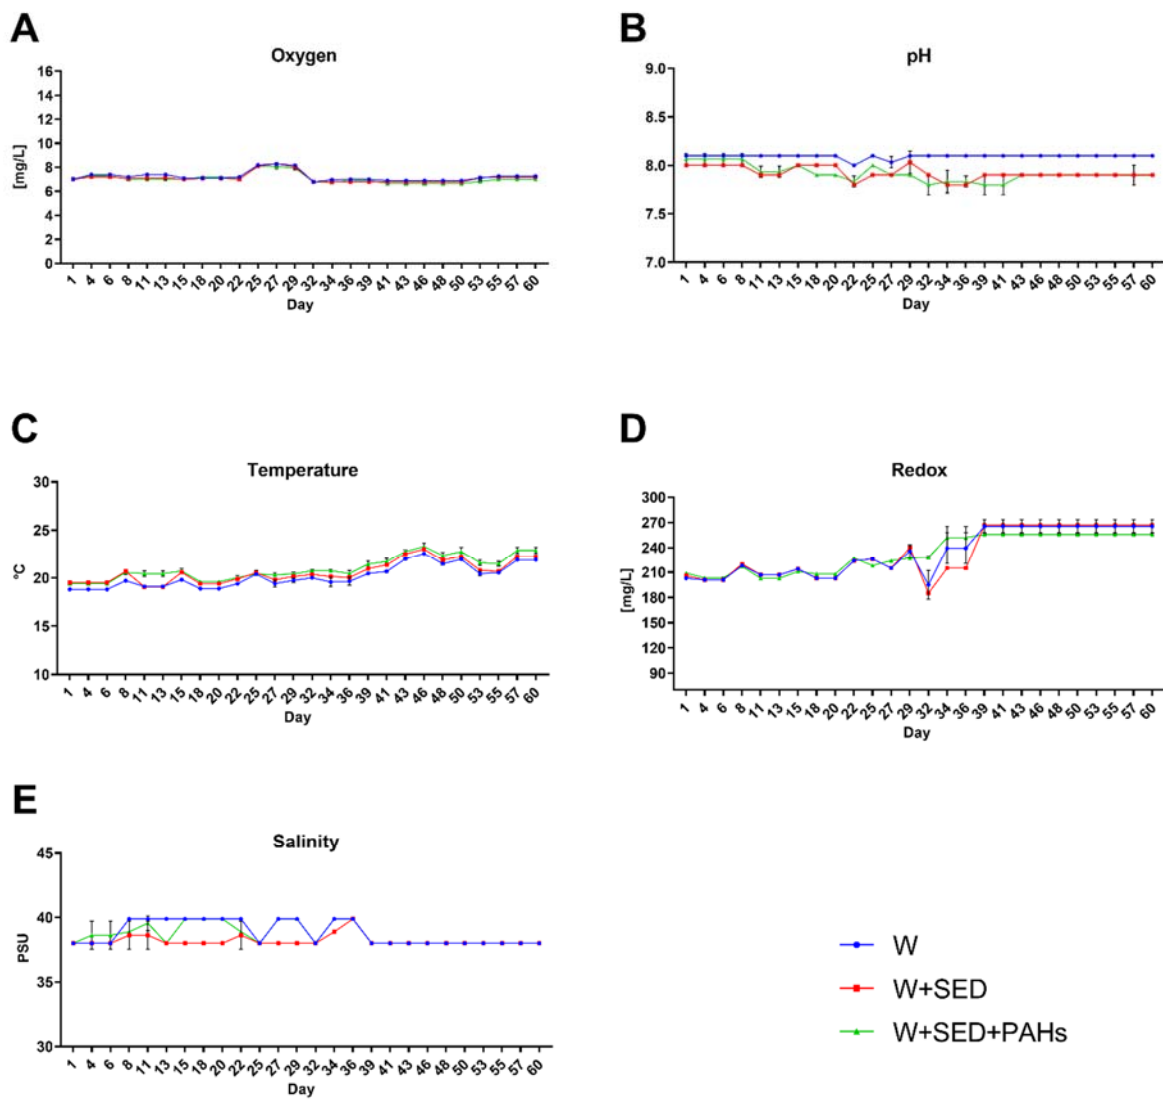 A
Oxygen
[mg/L]
16
14
12
10
8
6
4
2
0
1 4 6 8 11 13 15 18 20 22 25 27 29 32 34 36 39 41 43 46 48 50 53 55 57 60
Day
B
pH
9.0
8.5
8.0
7.5
7.0
1 4 6 8 11 13 15 18 20 22 25 27 29 32 34 36 39 41 43 46 48 50 53 55 57 60
Day
C
Temperature
°C
30
25
20
15
10
1 4 6 8 11 13 15 18 20 22 25 27 29 32 34 36 39 41 43 46 48 50 53 55 57 60
Day
D
Redox
[mg/L]
300
270
240
210
180
150
120
90
1 4 6 8 11 13 15 18 20 22 25 27 29 32 34 36 39 41 43 46 48 50 53 55 57 60
Day
E
Salinity
PSU
45
40
35
30
1 4 6 8 11 13 15 18 20 22 25 27 29 32 34 36 39 41 43 46 48 50 53 55 57 60
Day
W
W+SED
W+SED+PAHs